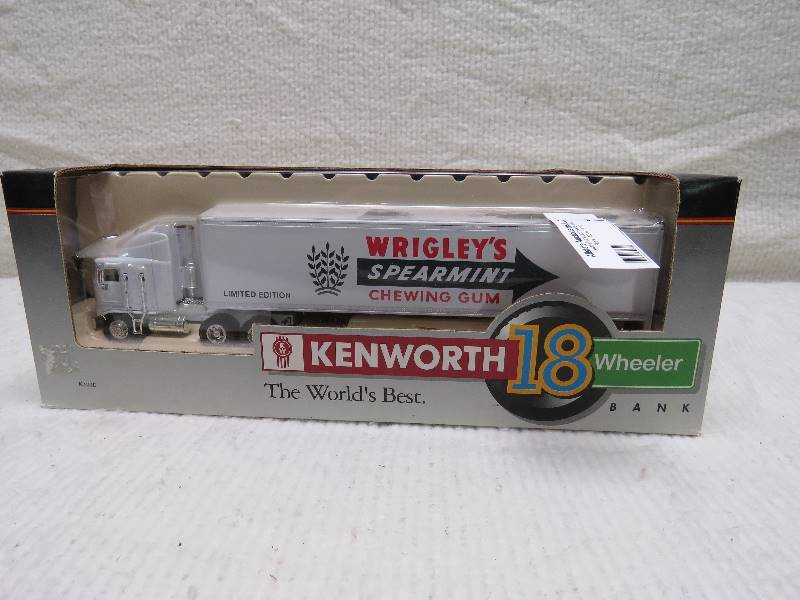 WRIGLEY'S
SPEARMINT
CHEWING GUM
LIMITED EDITION
KENWORTH 18 Wheeler
The World's Best.
BANK